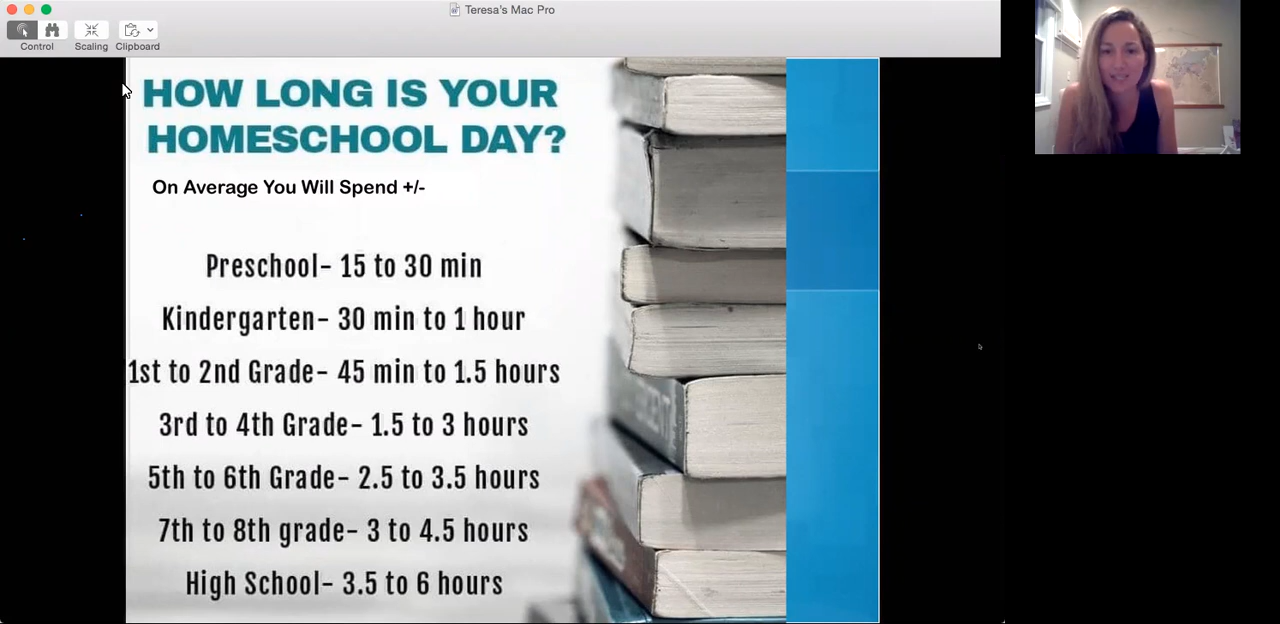 Teresa's Mac Pro
Control
Scaling
Clipboard
HOW LONG IS YOUR
HOMESCHOOL DAY?
On Average You Will Spend +/-
Preschool- 15 to 30 min
Kindergarten- 30 min to 1 hour
1st to 2nd Grade- 45 min to 1.5 hours
3rd to 4th Grade- 1.5 to 3 hours
5th to 6th Grade- 2.5 to 3.5 hours
7th to 8th grade- 3 to 4.5 hours
High School- 3.5 to 6 hours